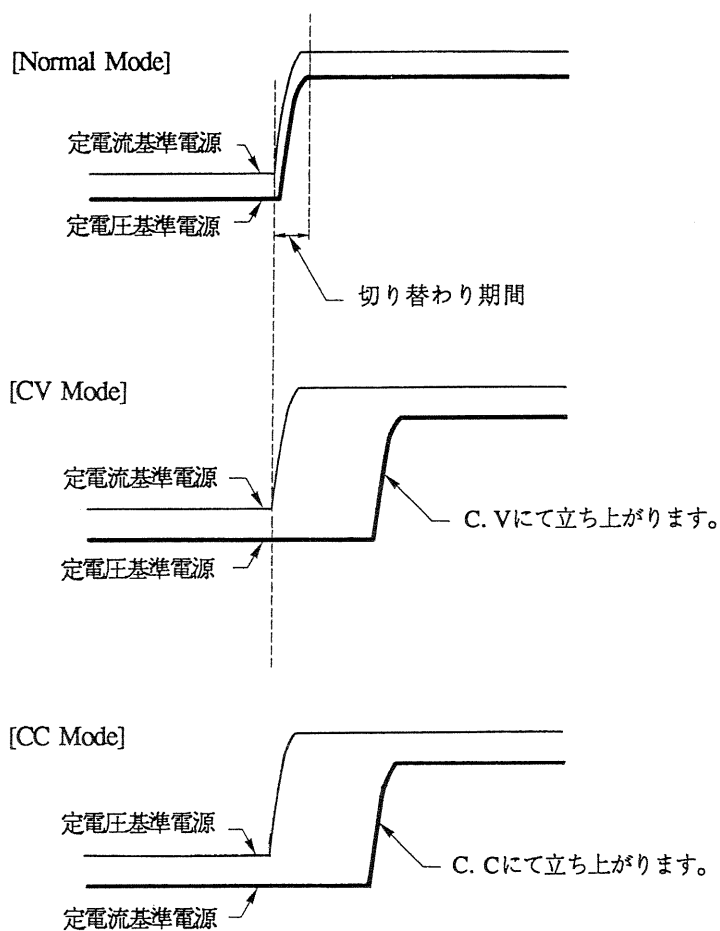 [Normal Mode]
定電流基準電源
定電圧基準電源
切り替わり期間
[CV Mode]
定電流基準電源
C. Vにて立ち上がります。
定電圧基準電源
[CC Mode]
定電圧基準電源
C. Cにて立ち上がります。
定電流基準電源